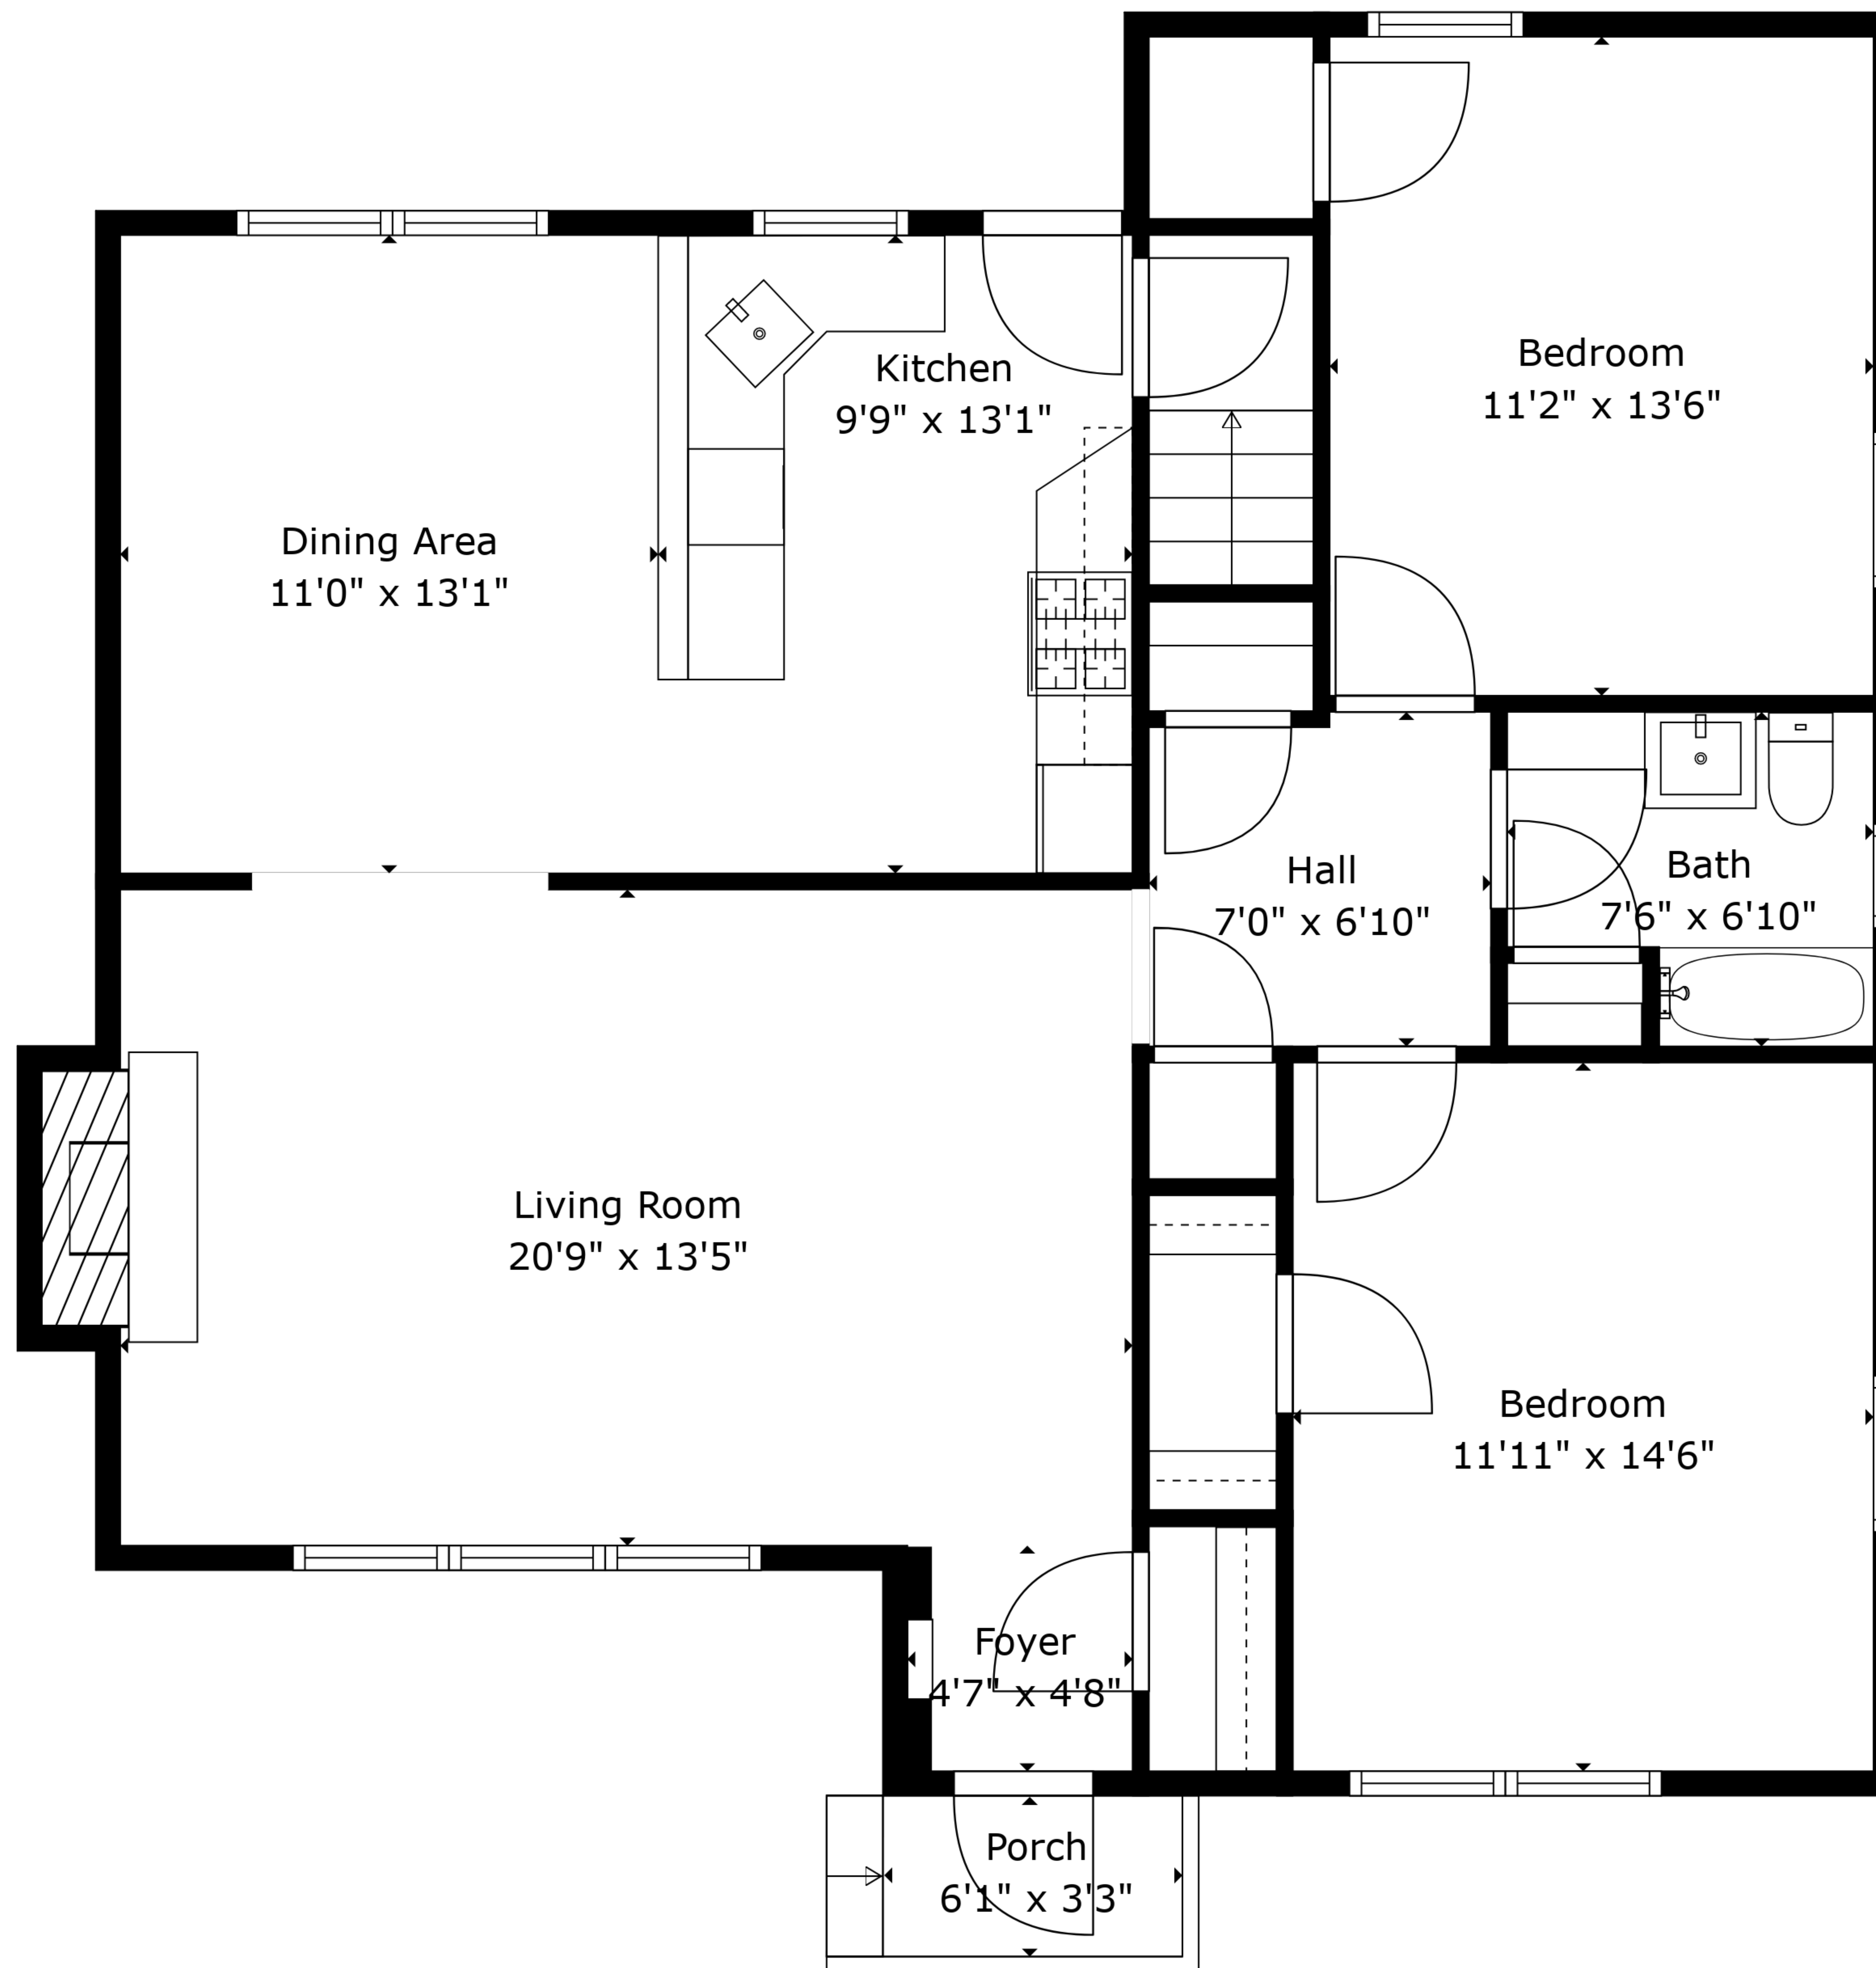 Bedroom
11'2" x 13'6"
Kitchen
9'9" x 13'1"
Dining Area
11'0" x 13'1"
Hall
7'0" x 6'10"
Bath
7'6" x 6'10"
Living Room
20'9" x 13'5"
Bedroom
11'11" x 14'6"
Foyer
4'7" x 4'8"
Porch
6'1" x 3'3"